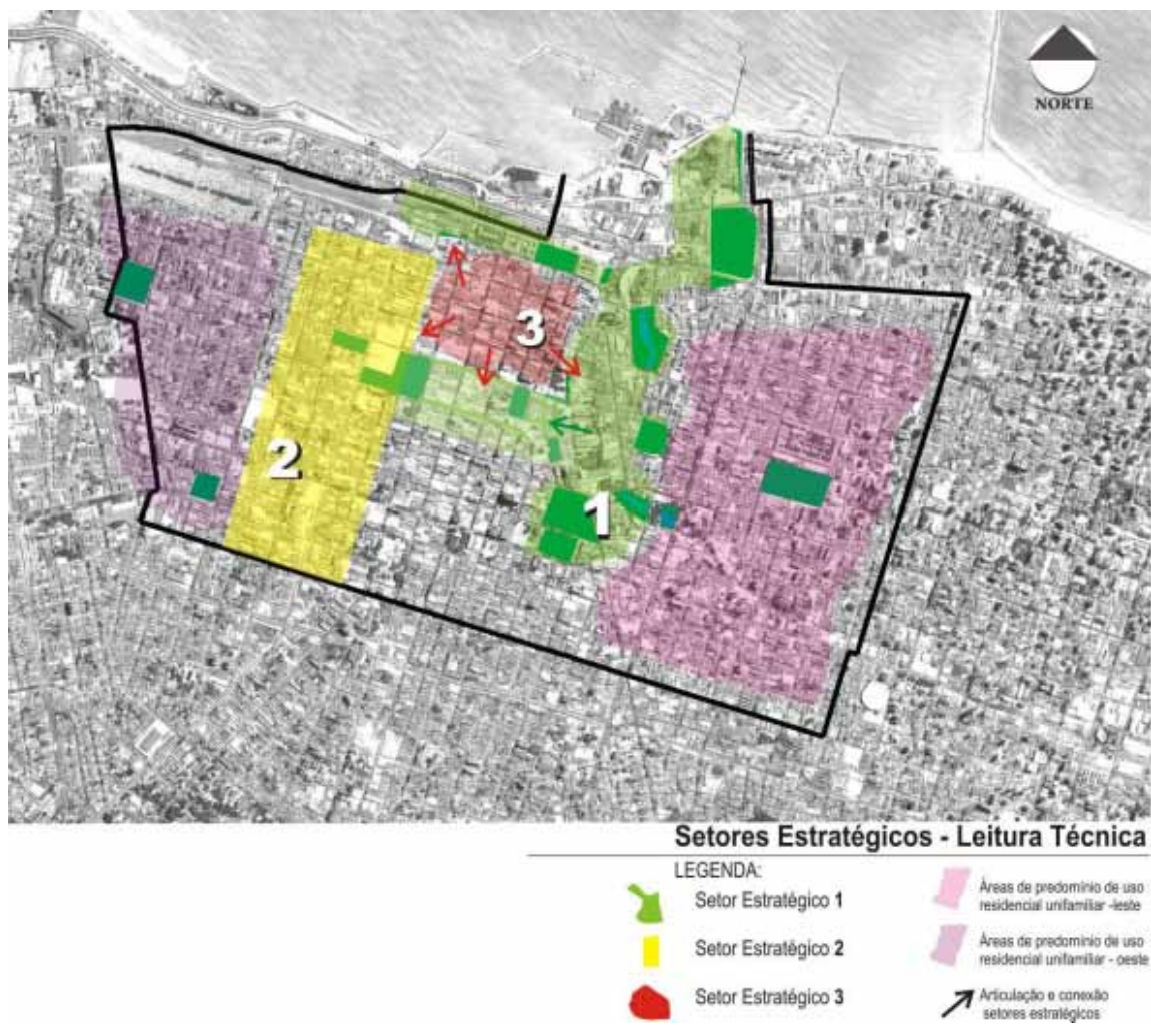 NORTE
3
2
1
Setores Estratégicos - Leitura Técnica
LEGENDA:
Setor Estratégico 1
Setor Estratégico 2
Setor Estratégico 3
Áreas de predomínio de uso
residencial unifamiliar -leste
Áreas de predomínio de uso
residencial unifamiliar - oeste
Articulação e conexão
setores estratégicos